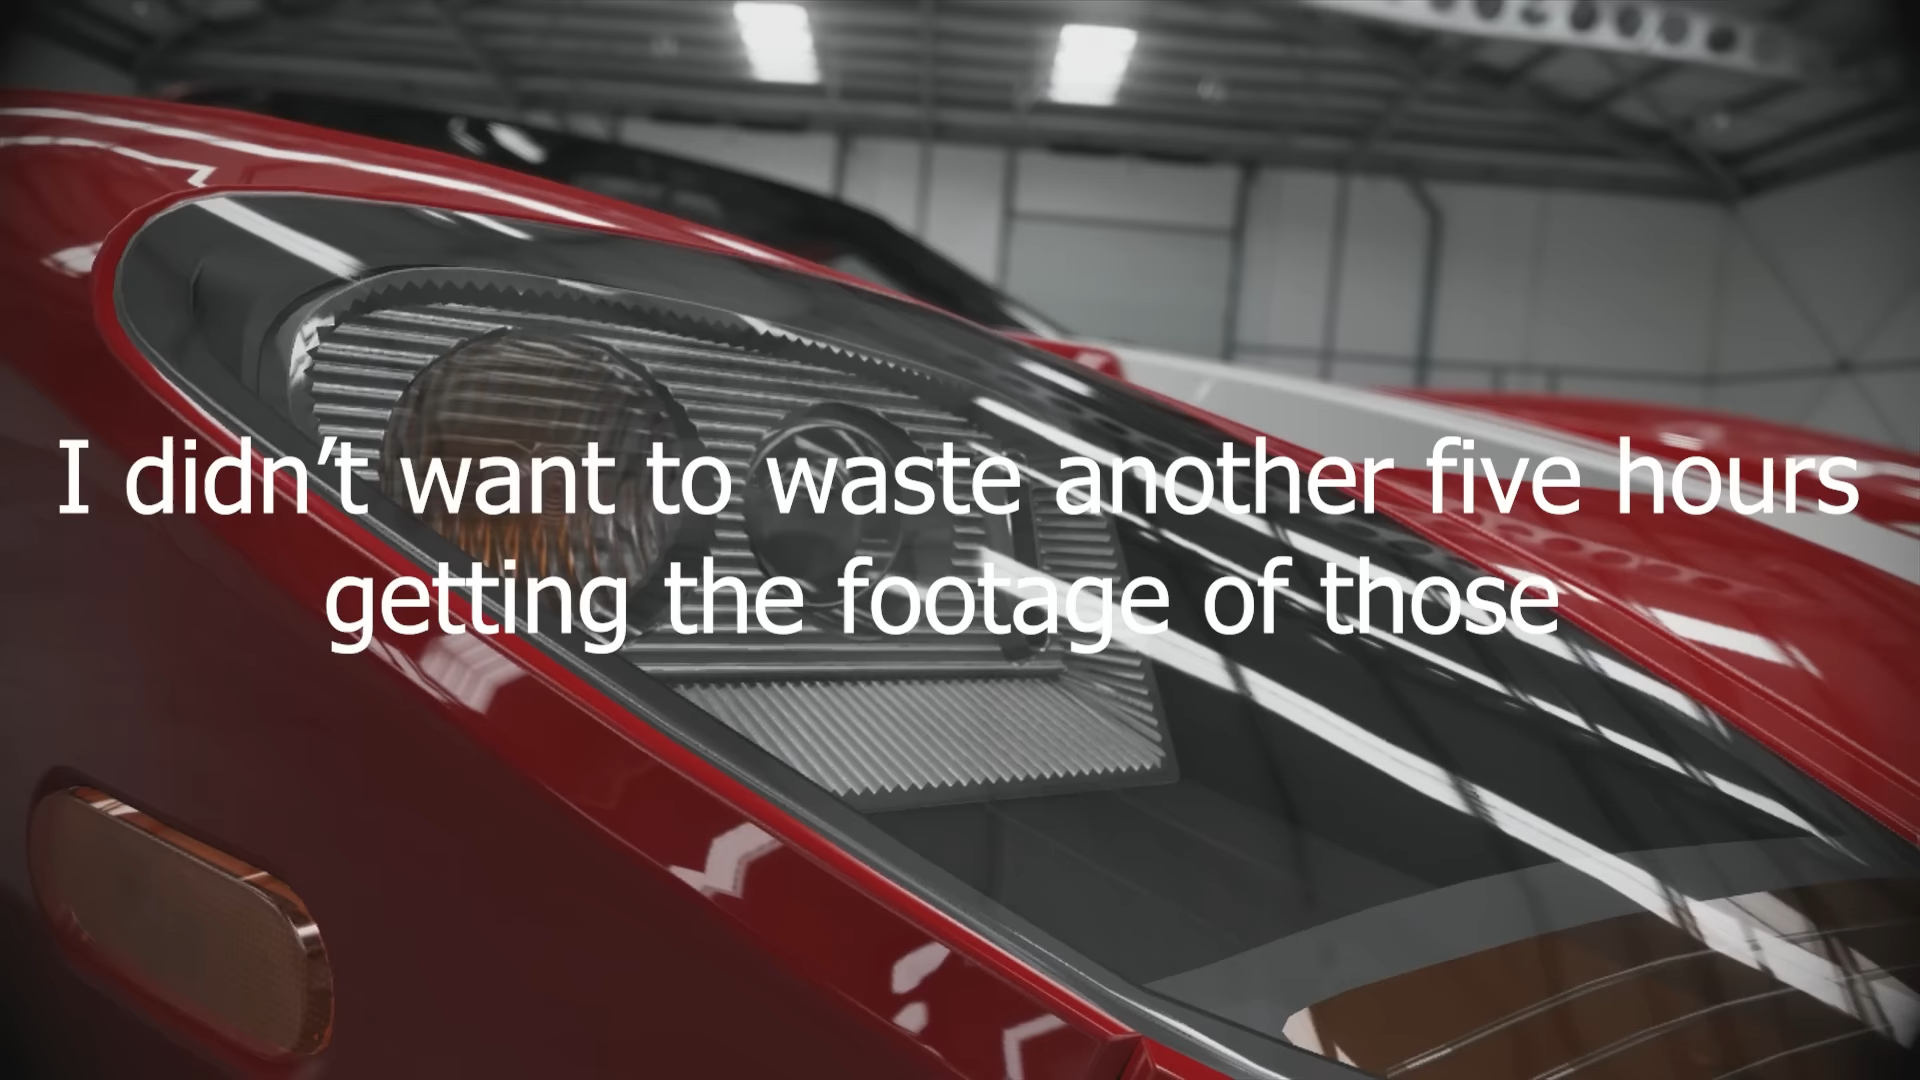 I didn’t want to waste another five hours
getting the footage of those